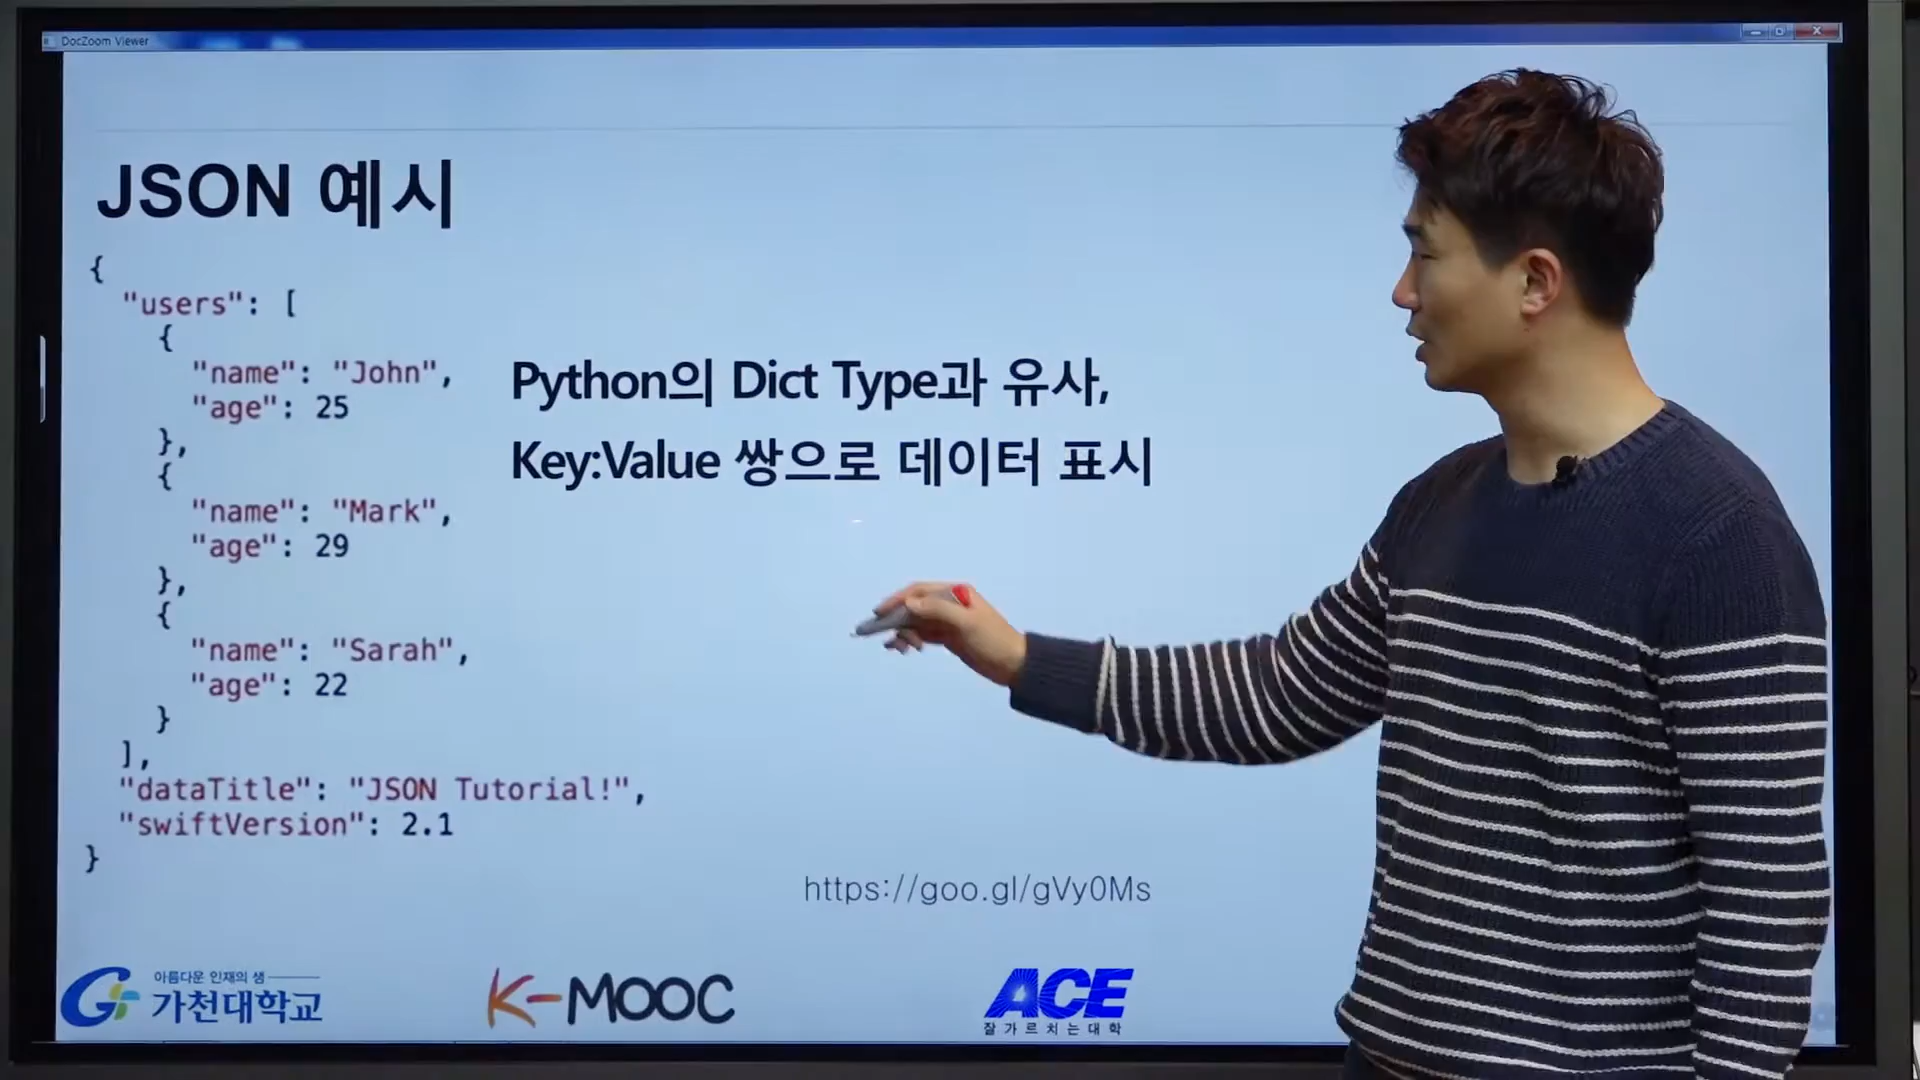 DocZoom Viewer
JSON 예시
{
"users": [
{
"name": "John",
"age": 25
},
{
"name": "Mark",
"age": 29
},
{
"name": "Sarah",
"age": 22
}
],
"dataTitle": "JSON Tutorial!",
"swiftVersion": 2.1
}
Python의 Dict Type과 유사,
Key:Value 쌍으로 데이터 표시
https://goo.gl/gVy0Ms
아름다운 인재의 샘
가천대학교
K-MOOC
ACE
잘가르치는대학